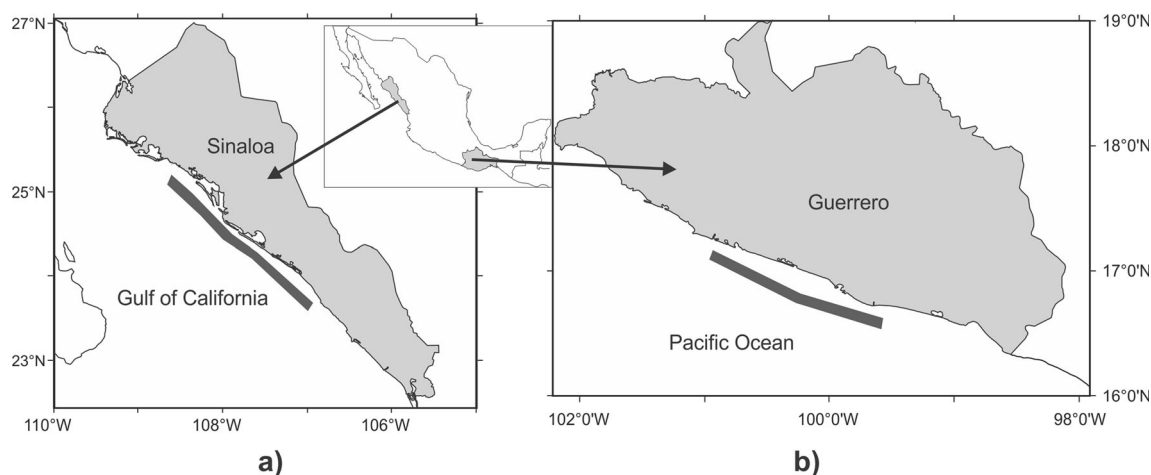 27°N
25°N
23°N
110°W
108°W
106°W
Sinaloa
Gulf of California
a)
19°0'N
18°0'N
17°0'N
16°0'N
102°0'W
100°0'W
98°0'W
Guerrero
Pacific Ocean
b)